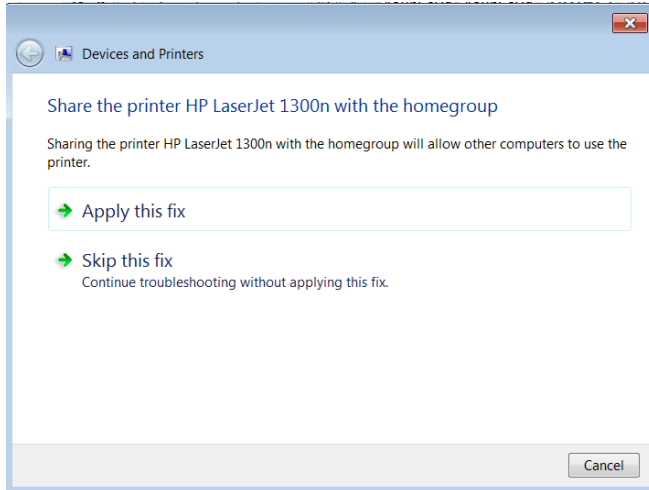 Devices and Printers
Share the printer HP LaserJet 1300n with the homegroup
Sharing the printer HP LaserJet 1300n with the homegroup will allow other computers to use the
printer.
Apply this fix
Skip this fix
Continue troubleshooting without applying this fix.
Cancel